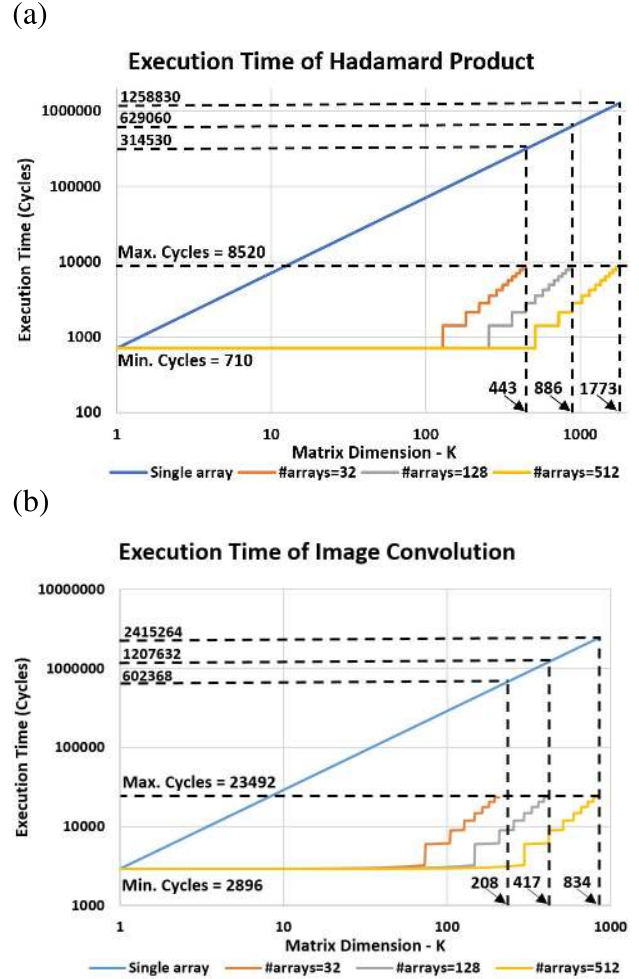 (a)
Execution Time of Hadamard Product
Execution Time (Cycles)
1000000
100000
10000
1000
100
1258830
629060
314530
Max. Cycles = 8520
Min. Cycles = 710
443 886 1773
1 10 100 1000
Matrix Dimension - K
Single array #arrays=32 #arrays=128 #arrays=512
(b)
Execution Time of Image Convolution
Execution Time (Cycles)
10000000
1000000
100000
10000
1000
2415264
1207632
602368
Max. Cycles = 23492
Min. Cycles = 2896
208 417 834
1 10 100 1000
Matrix Dimension - K
Single array #arrays=32 #arrays=128 #arrays=512